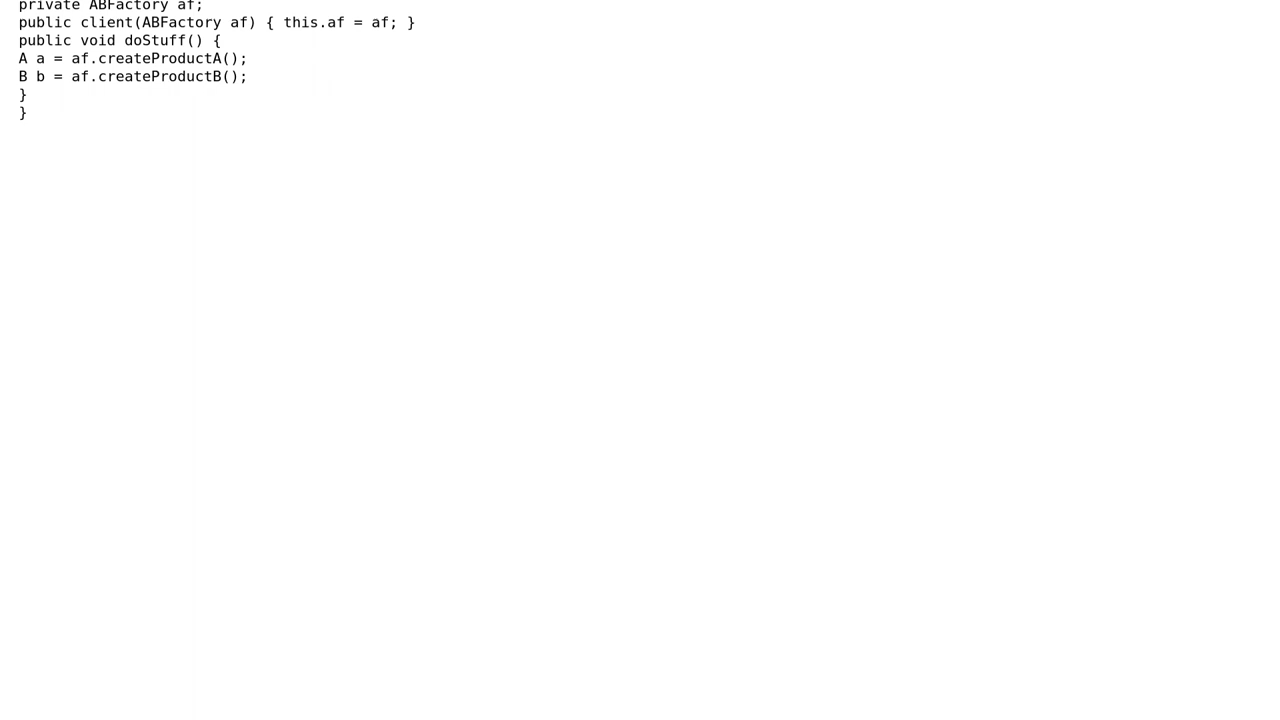 private ABFactory af;
public client(ABFactory af) { this.af = af; }
public void doStuff() {
A a = af.createProductA();
B b = af.createProductB();
}
}